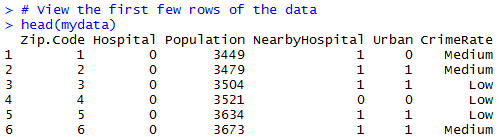 > # View the first few rows of the data
> head(mydata)
  Zip.Code Hospital Population NearbyHospital Urban CrimeRate
1        1        0       3449              1     0    Medium
2        2        0       3479              1     1    Medium
3        3        0       3504              1     1       Low
4        4        0       3521              0     0       Low
5        5        0       3634              1     1       Low
6        6        0       3673              1     1    Medium